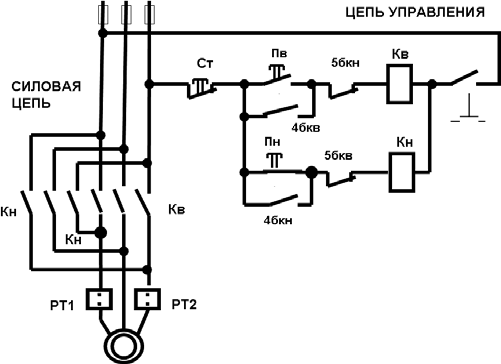 ЦЕПЬ УПРАВЛЕНИЯ
Ст
Пв
5бкн
Кв
СИЛОВАЯ
ЦЕПЬ
4бкв
Пн
5бкв
Кн
Кн
Кн
Кв
4бкн
РТ1
РТ2